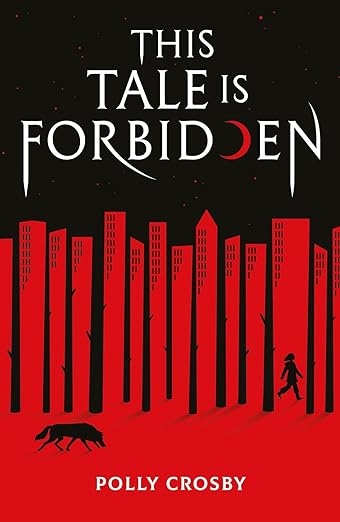 THIS
TALE IS
FORBIDDEN
POLLY CROSBY